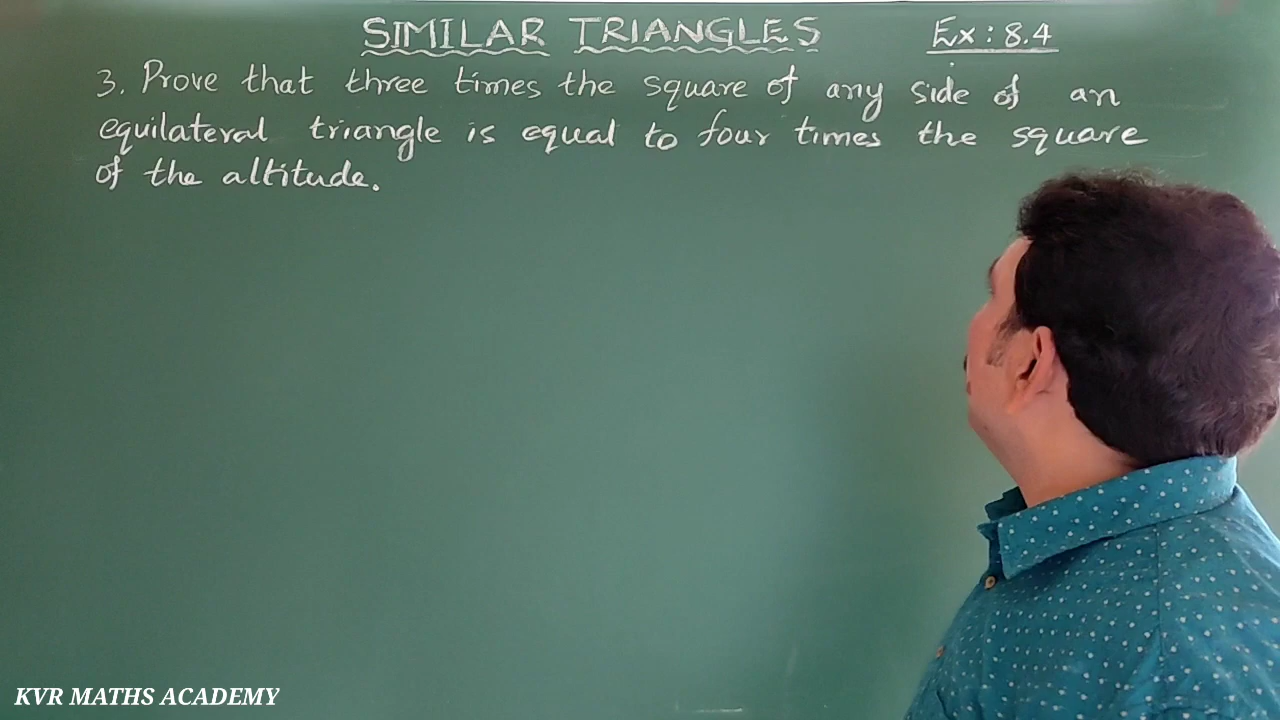 SIMILAR TRIANGLES Ex: 8.4
3. Prove that three times the square of any side of an
equilateral triangle is equal to four times the square
of the altitude.
KVR MATHS ACADEMY